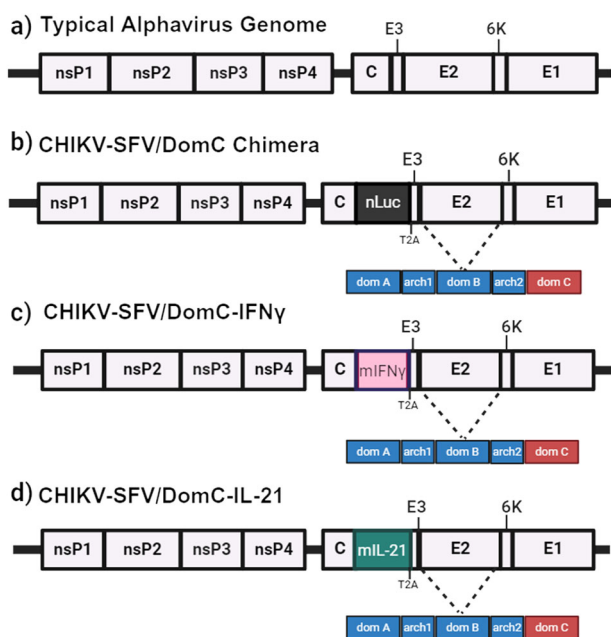 a) Typical Alphavirus Genome
E3 6K
nsP1 nsP2 nsP3 nsP4 C E2 E1
b) CHIKV-SFV/DomC Chimera
E3 6K
nsP1 nsP2 nsP3 nsP4 C nLuc E2 E1
T2A
dom A arch1 dom B arch2 dom C
c) CHIKV-SFV/DomC-IFNγ
E3 6K
nsP1 nsP2 nsP3 nsP4 C mIFNγ E2 E1
T2A
dom A arch1 dom B arch2 dom C
d) CHIKV-SFV/DomC-IL-21
E3 6K
nsP1 nsP2 nsP3 nsP4 C mIL-21 E2 E1
T2A
dom A arch1 dom B arch2 dom C